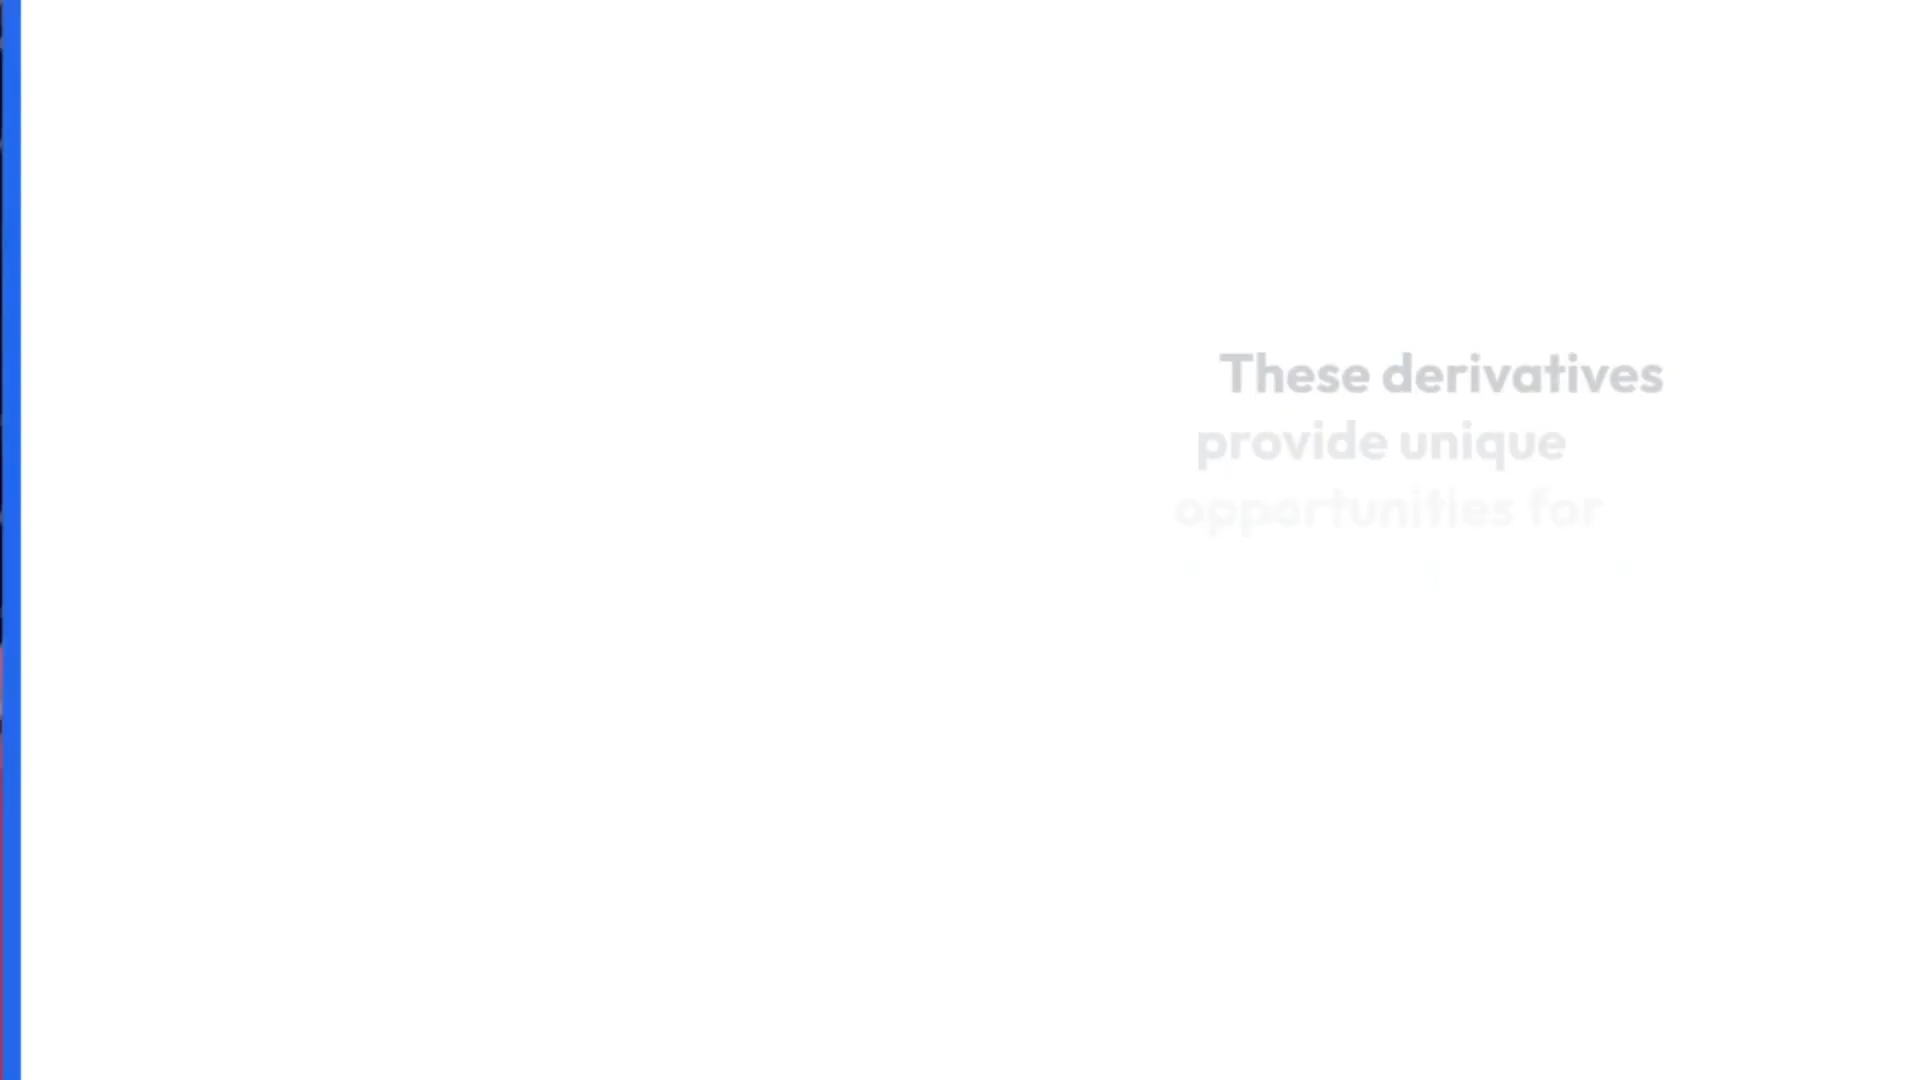 These derivatives
provide unique
opportunities for